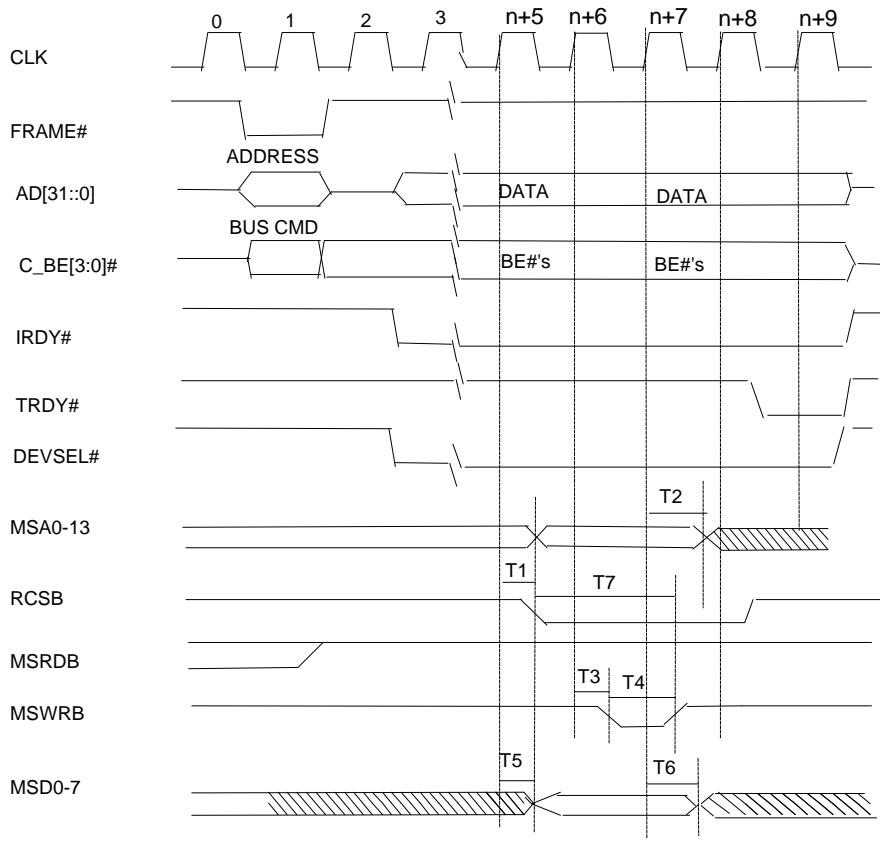 0 1 2 3 n+5 n+6 n+7 n+8 n+9
CLK
FRAME#
ADDRESS
AD[31::0] DATA DATA
BUS CMD
C_BE[3:0]# BE#'s BE#'s
IRDY#
TRDY#
DEVSEL#
T2
MSA0-13
T1 T7
RCSB
MSRDB
T3 T4
MSWRB
T5 T6
MSD0-7